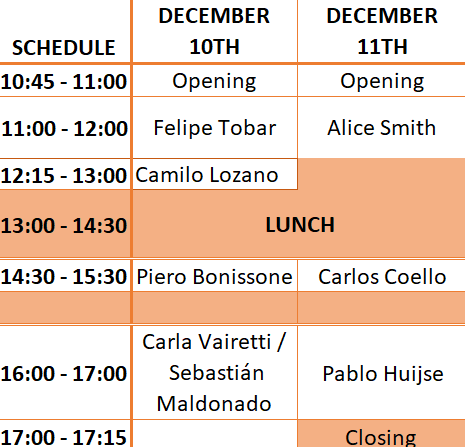 SCHEDULE DECEMBER 10TH DECEMBER 11TH
10:45 - 11:00 Opening Opening
11:00 - 12:00 Felipe Tobar Alice Smith
12:15 - 13:00 Camilo Lozano
13:00 - 14:30 LUNCH
14:30 - 15:30 Piero Bonissone Carlos Coello
16:00 - 17:00 Carla Vairetti / Sebastián Maldonado Pablo Huijse
17:00 - 17:15 Closing